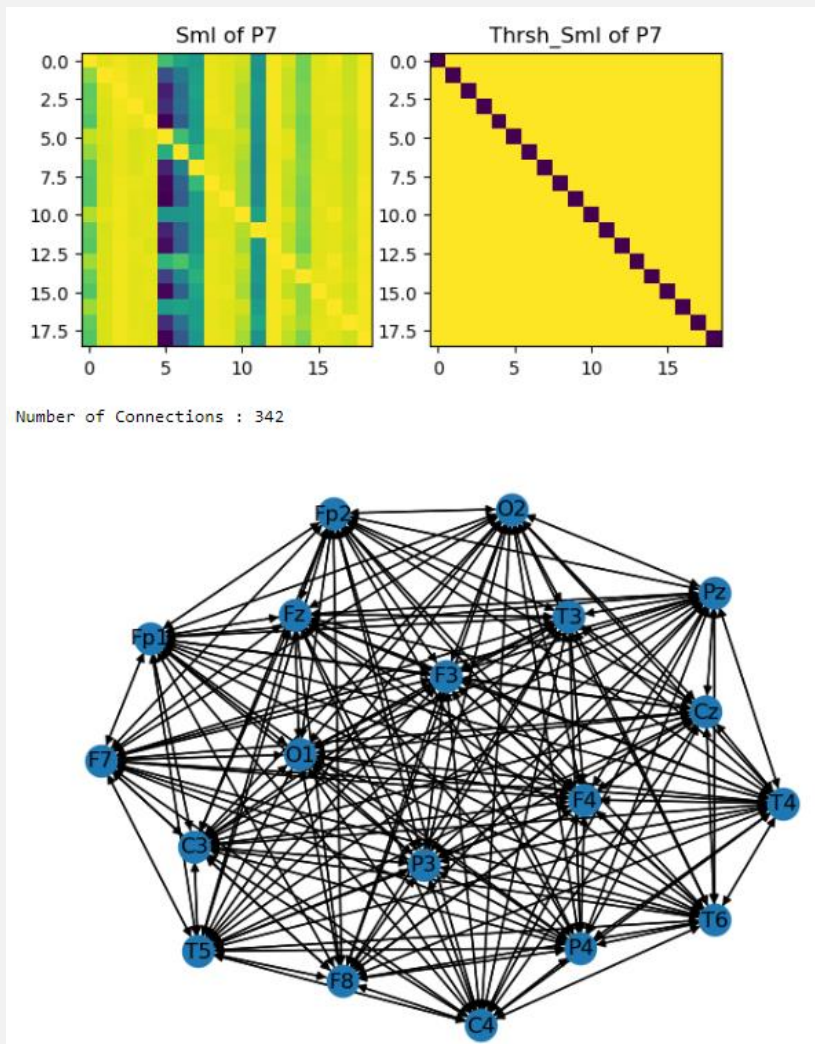 Sml of P7
Thrsh_Sml of P7
0.0
2.5
5.0
7.5
10.0
12.5
15.0
17.5
0
5
10
15
0.0
2.5
5.0
7.5
10.0
12.5
15.0
17.5
0
5
10
15
Number of Connections : 342
Fp2
O2
Pz
Fz
T3
Fp1
F3
Cz
O1
F7
F4
T4
C3
P3
T6
P4
T5
F8
C4